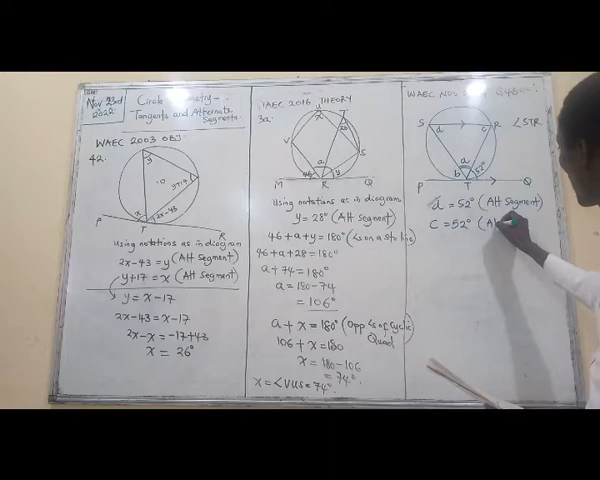 Nov 23rd
2022
Circle Geometry -
Tangents and Alternate
Segments
WAEC 2003 OBJ
42.
y
O
y+17
x
2x-43
P
T
R
Using notations as in diagram
2x-43 = y (Alt Segment)
y+17 = x (Alt Segment)
y = x-17
2x-43 = x-17
2x-x = -17+43
x = 26°
WAEC 2016 THEORY
3a
U
x
T
28
V
S
46
a
y
M
R
Q
Using notations as in diagram
y = 28° (Alt Segment)
46 + a + y = 180° (∠s on a str line)
46 + a + 28 = 180°
a + 74 = 180°
a = 180 - 74
= 106°
a + x = 180° (Opp ∠s of Cyclic
Quad)
106 + x = 180
x = 180 - 106
= 74°
x = ∠VUS = 74°.
WAEC NOV
S
d
c
R
∠STR
a
b
52°
P
T
Q
d = 52° (Alt Segment)
c = 52° (Al